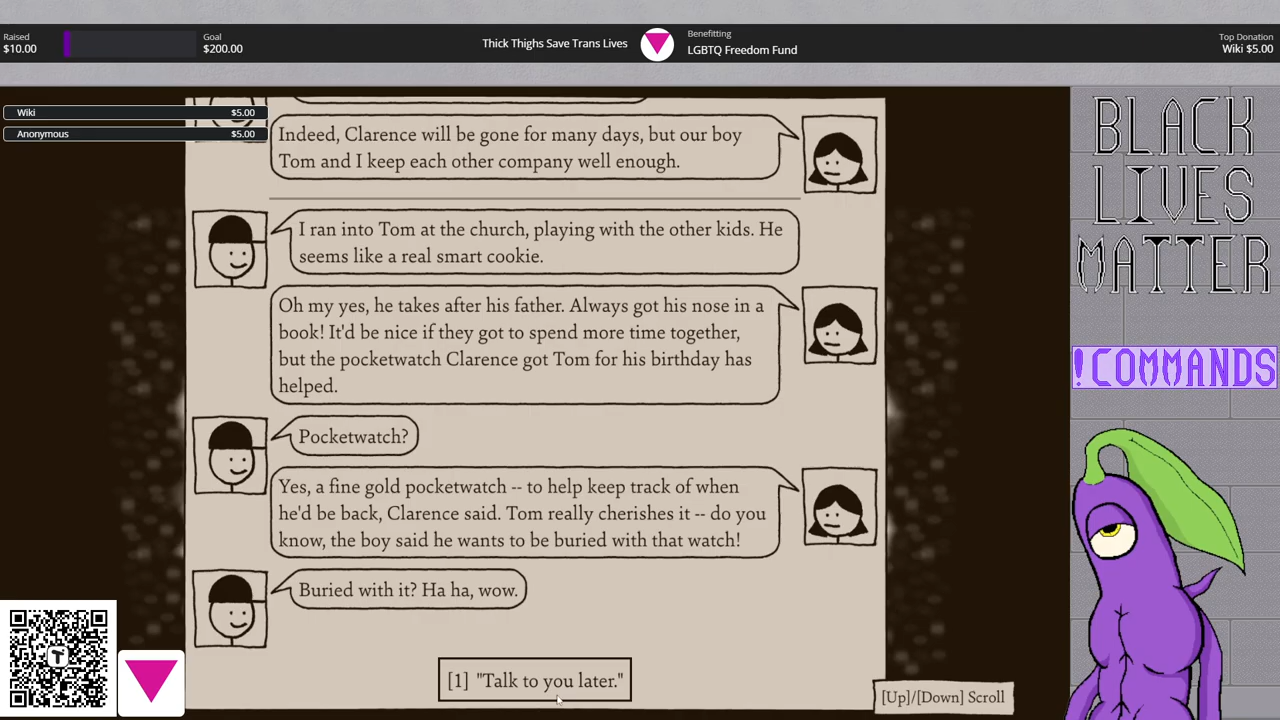 Raised
$10.00
Goal
$200.00
Thick Thighs Save Trans Lives
Benefitting
LGBTQ Freedom Fund
Top Donation
Wiki $5.00
Wiki $5.00
Anonymous $5.00
Indeed, Clarence will be gone for many days, but our boy
Tom and I keep each other company well enough.
I ran into Tom at the church, playing with the other kids. He
seems like a real smart cookie.
Oh my yes, he takes after his father. Always got his nose in a
book! It'd be nice if they got to spend more time together,
but the pocketwatch Clarence got Tom for his birthday has
helped.
Pocketwatch?
Yes, a fine gold pocketwatch -- to help keep track of when
he'd be back, Clarence said. Tom really cherishes it -- do you
know, the boy said he wants to be buried with that watch!
Buried with it? Ha ha, wow.
[1] "Talk to you later."
[Up]/[Down] Scroll
BLACK
LIVES
MATTER
!COMMANDS
T